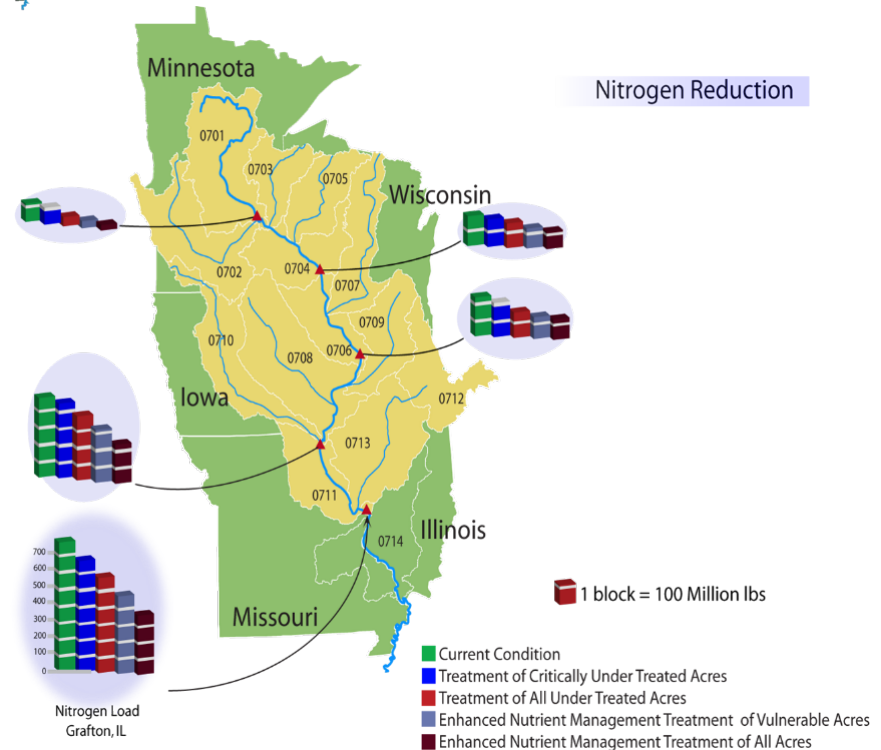 Minnesota
Nitrogen Reduction
0701
0703
0705
Wisconsin
0702
0704
0707
0709
0710
0706
0708
Iowa
0712
0713
0711
Illinois
0714
700
600
500
400
300
200
100
0
1 block = 100 Million lbs
Missouri
Current Condition
Treatment of Critically Under Treated Acres
Treatment of All Under Treated Acres
Enhanced Nutrient Management Treatment of Vulnerable Acres
Enhanced Nutrient Management Treatment of All Acres
Nitrogen Load
Grafton, IL